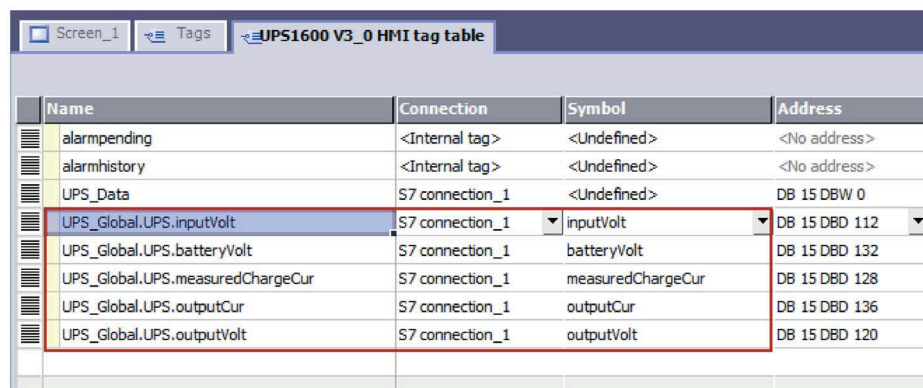 Screen_1 Tags UPS1600 V3_0 HMI tag table
Name Connection Symbol Address
alarmpending <Internal tag> <Undefined> <No address>
alarmhistory <Internal tag> <Undefined> <No address>
UPS_Data S7 connection_1 <Undefined> DB 15 DBW 0
UPS_Global.UPS.inputVolt S7 connection_1 inputVolt DB 15 DBD 112
UPS_Global.UPS.batteryVolt S7 connection_1 batteryVolt DB 15 DBD 132
UPS_Global.UPS.measuredChargeCur S7 connection_1 measuredChargeCur DB 15 DBD 128
UPS_Global.UPS.outputCur S7 connection_1 outputCur DB 15 DBD 136
UPS_Global.UPS.outputVolt S7 connection_1 outputVolt DB 15 DBD 120